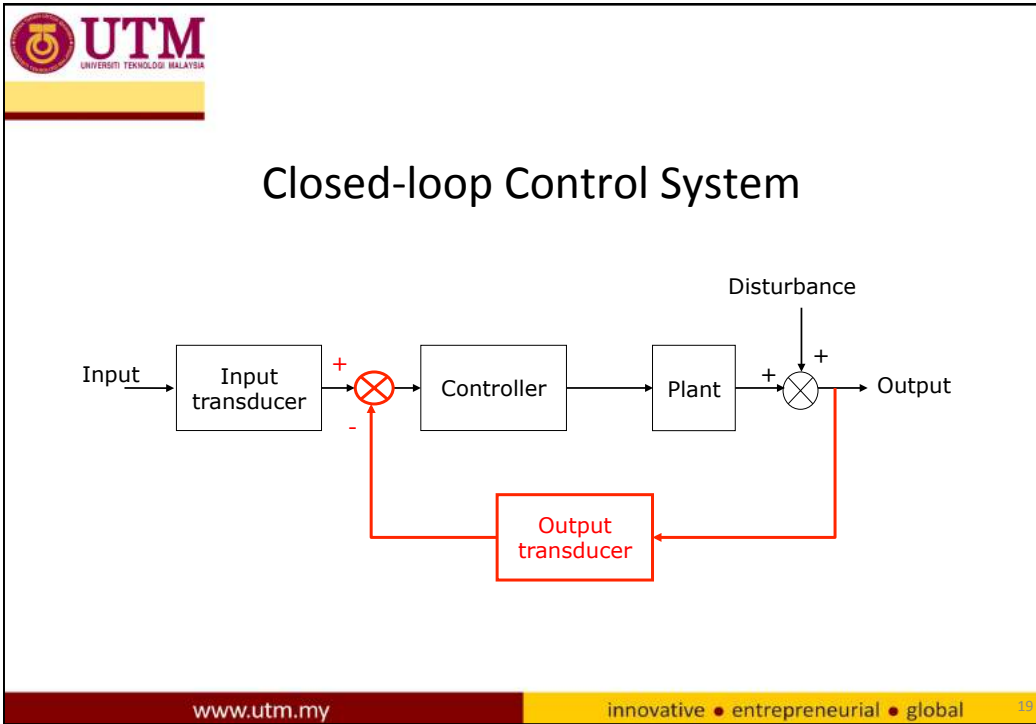 UTM
UNIVERSITI TEKNOLOGI MALAYSIA
Closed-loop Control System
Disturbance
+
Input
Input
transducer
+
-
Controller
Plant
+
Output
Output
transducer
www.utm.my
innovative ● entrepreneurial ● global
19